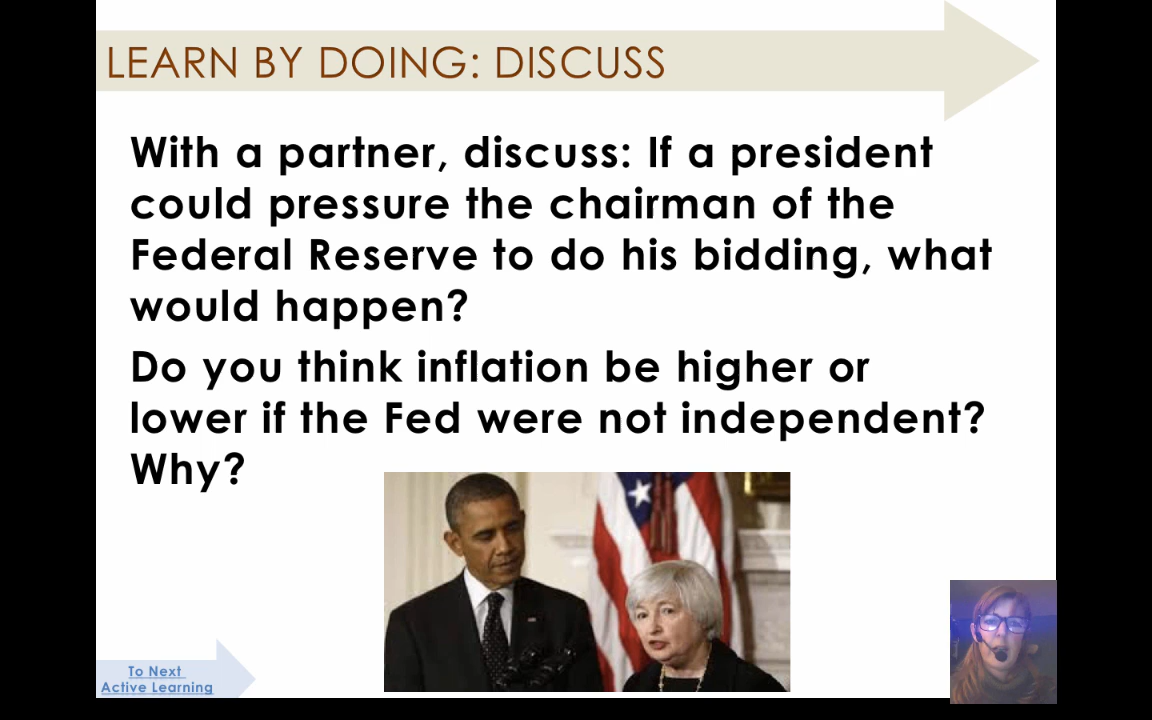 LEARN BY DOING: DISCUSS
With a partner, discuss: If a president
could pressure the chairman of the
Federal Reserve to do his bidding, what
would happen?
Do you think inflation be higher or
lower if the Fed were not independent?
Why?
To Next
Active Learning